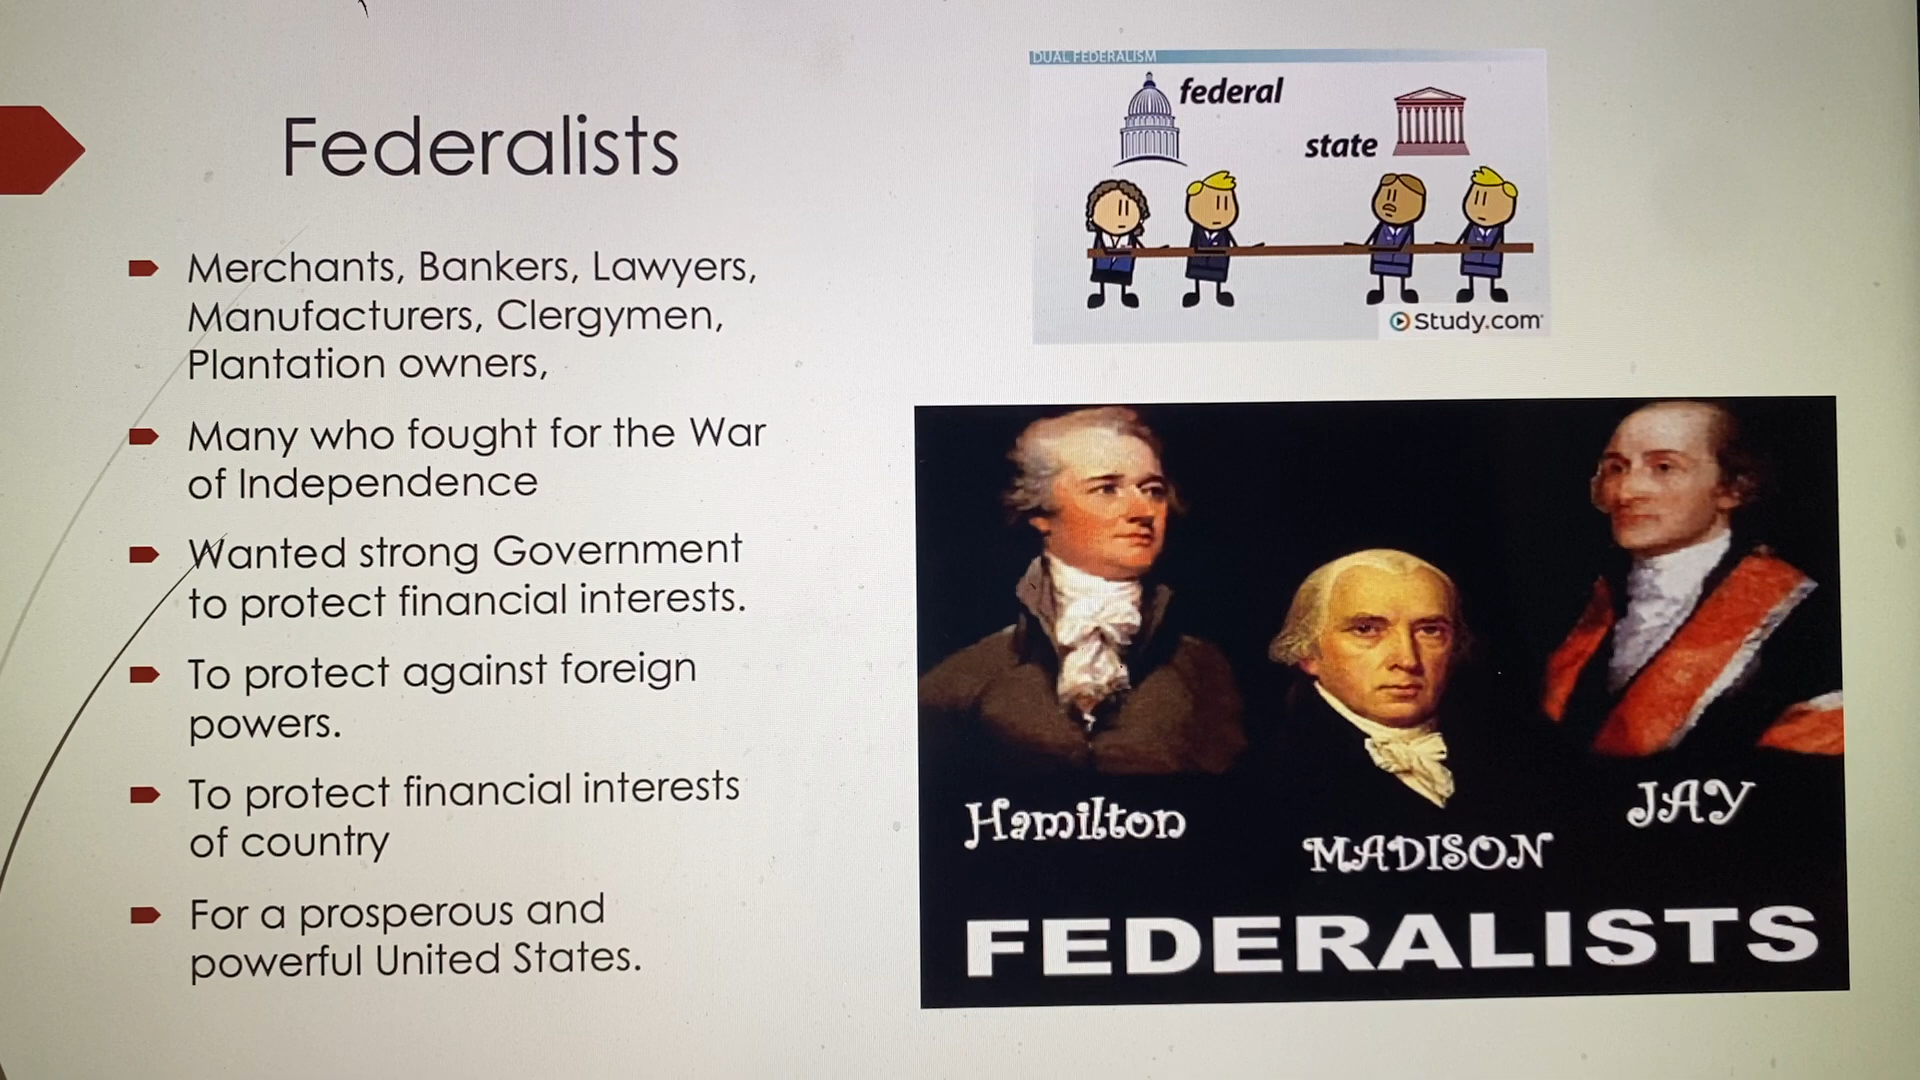 Federalists
Merchants, Bankers, Lawyers,
Manufacturers, Clergymen,
Plantation owners,
Many who fought for the War
of Independence
Wanted strong Government
to protect financial interests.
To protect against foreign
powers.
To protect financial interests
of country
For a prosperous and
powerful United States.
DUAL FEDERALISM
federal
state
Study.com
Hamilton
MADISON
JAY
FEDERALISTS